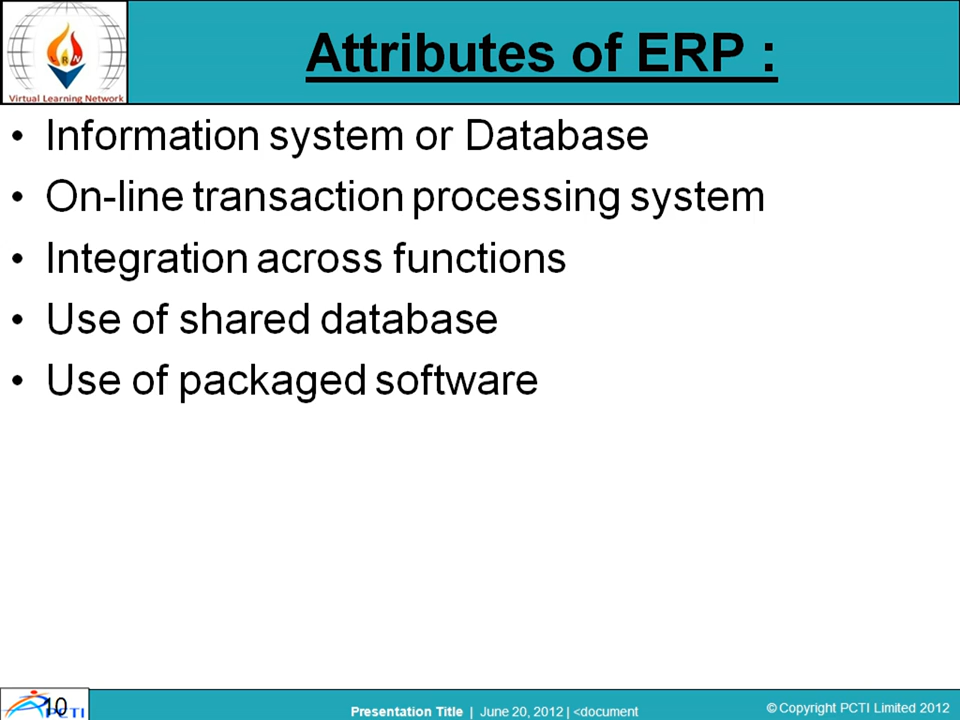 Attributes of ERP :
Virtual Learning Network
• Information system or Database
• On-line transaction processing system
• Integration across functions
• Use of shared database
• Use of packaged software
10
PCTI
Presentation Title | June 20, 2012 | <document
© Copyright PCTI Limited 2012